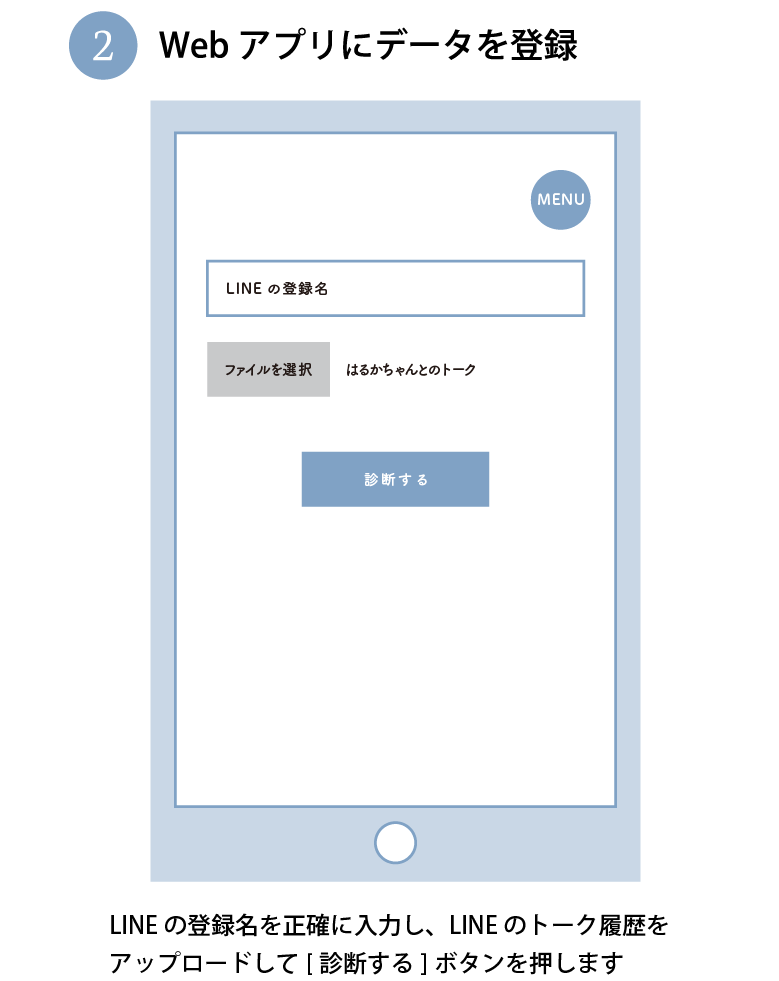 2
Web アプリにデータを登録
MENU
LINE の登録名
ファイルを選択
はるかちゃんとのトーク
診断する
LINE の登録名を正確に入力し、LINE のトーク履歴を
アップロードして [ 診断する ] ボタンを押します